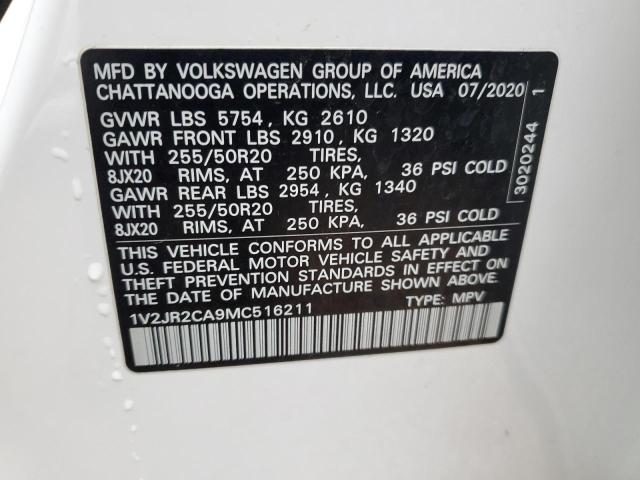 MFD BY VOLKSWAGEN GROUP OF AMERICA
CHATTANOOGA OPERATIONS, LLC. USA 07/2020
GVWR LBS 5754, KG 2610
GAWR FRONT LBS 2910, KG 1320
WITH 255/50R20 TIRES,
8JX20 RIMS, AT 250 KPA, 36 PSI COLD
GAWR REAR LBS 2954, KG 1340
WITH 255/50R20 TIRES,
8JX20 RIMS, AT 250 KPA, 36 PSI COLD
THIS VEHICLE CONFORMS TO ALL APPLICABLE
U.S. FEDERAL MOTOR VEHICLE SAFETY AND
THEFT PREVENTION STANDARDS IN EFFECT ON
THE DATE OF MANUFACTURE SHOWN ABOVE.
1V2JR2CA9MC516211 TYPE: MPV
3020244 1